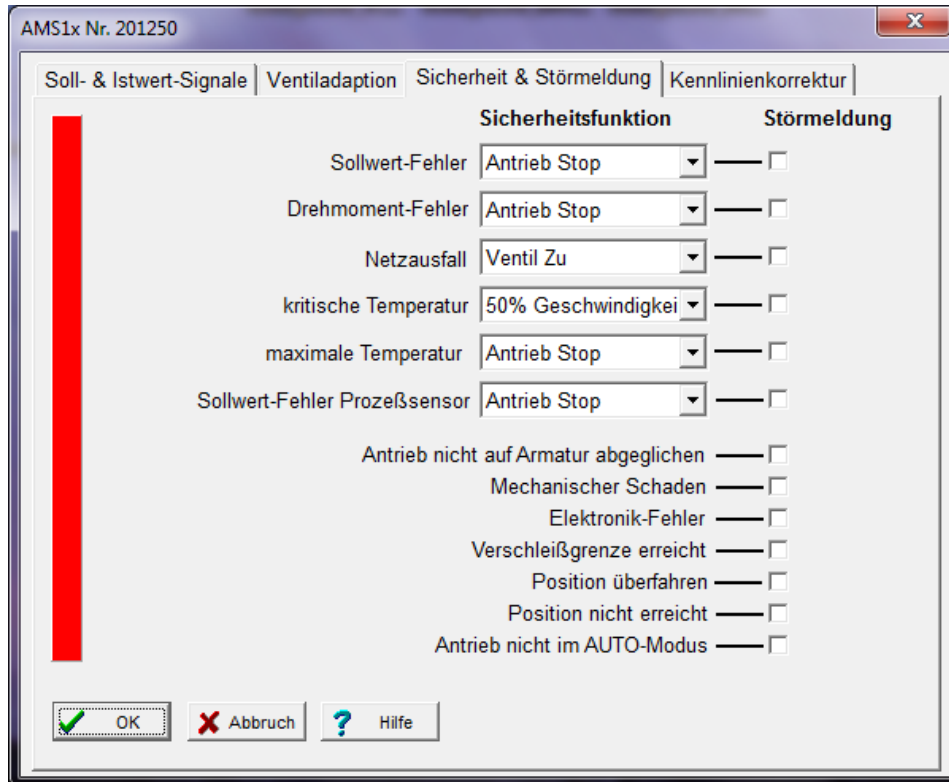 AMS1x Nr. 201250
Soll- & Istwert-Signale Ventiladaption Sicherheit & Störmeldung Kennlinienkorrektur
Sicherheitsfunktion Störmeldung
Sollwert-Fehler Antrieb Stop
Drehmoment-Fehler Antrieb Stop
Netzausfall Ventil Zu
kritische Temperatur 50% Geschwindigkei
maximale Temperatur Antrieb Stop
Sollwert-Fehler Prozeßsensor Antrieb Stop
Antrieb nicht auf Armatur abgeglichen
Mechanischer Schaden
Elektronik-Fehler
Verschleißgrenze erreicht
Position überfahren
Position nicht erreicht
Antrieb nicht im AUTO-Modus
OK Abbruch Hilfe